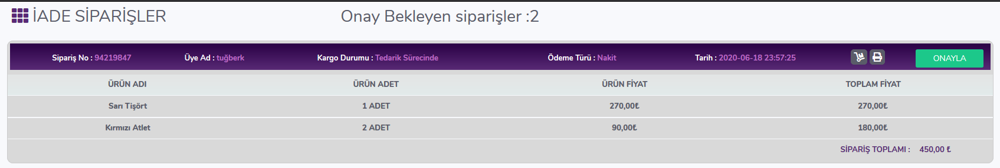 İADE SİPARİŞLER Onay Bekleyen siparişler :2
Sipariş No : 94219847 Üye Ad : tuğberk Kargo Durumu : Tedarik Sürecinde Ödeme Türü : Nakit Tarih : 2020-06-18 23:57:25 ONAYLA
ÜRÜN ADI ÜRÜN ADET ÜRÜN FİYAT TOPLAM FİYAT
Sarı Tişört 1 ADET 270,00₺ 270,00₺
Kırmızı Atlet 2 ADET 90,00₺ 180,00₺
SİPARİŞ TOPLAMI : 450,00 ₺